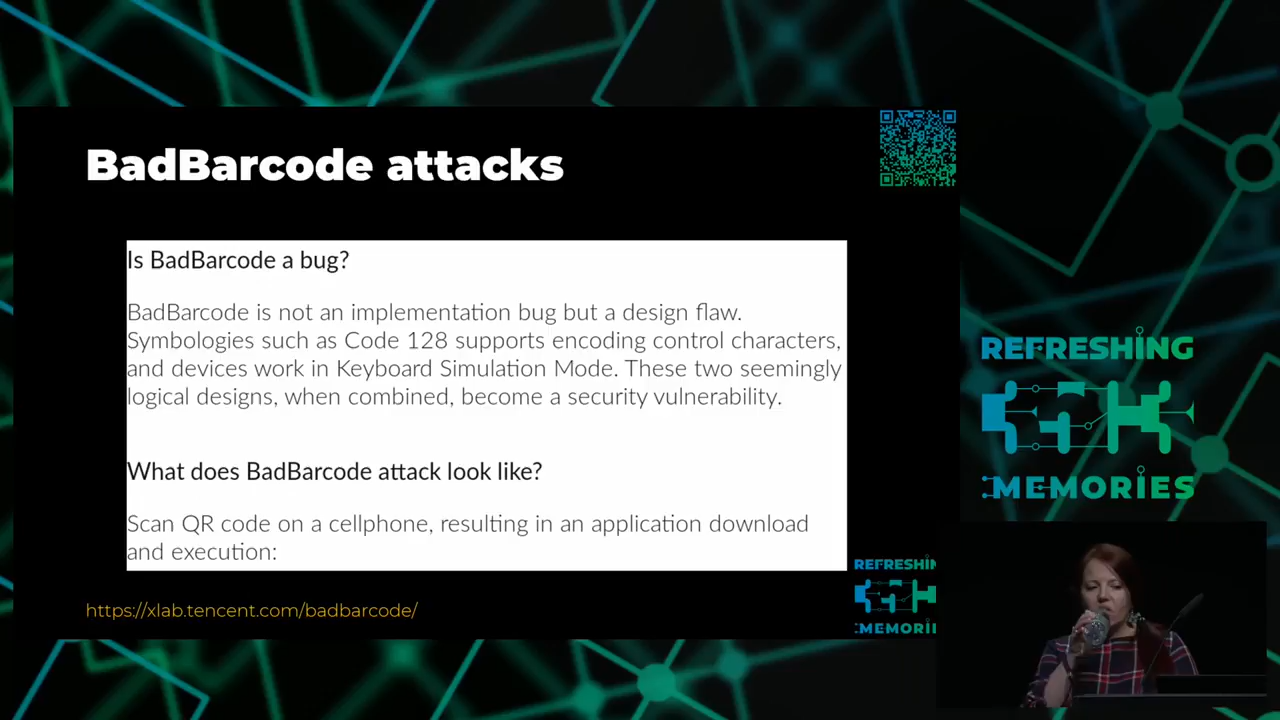 BadBarcode attacks
Is BadBarcode a bug?
BadBarcode is not an implementation bug but a design flaw.
Symbologies such as Code 128 supports encoding control characters,
and devices work in Keyboard Simulation Mode. These two seemingly
logical designs, when combined, become a security vulnerability.
What does BadBarcode attack look like?
Scan QR code on a cellphone, resulting in an application download
and execution:
https://xlab.tencent.com/badbarcode/
REFRESHIN
:MEMORI
REFRESHING
:MEMORIES